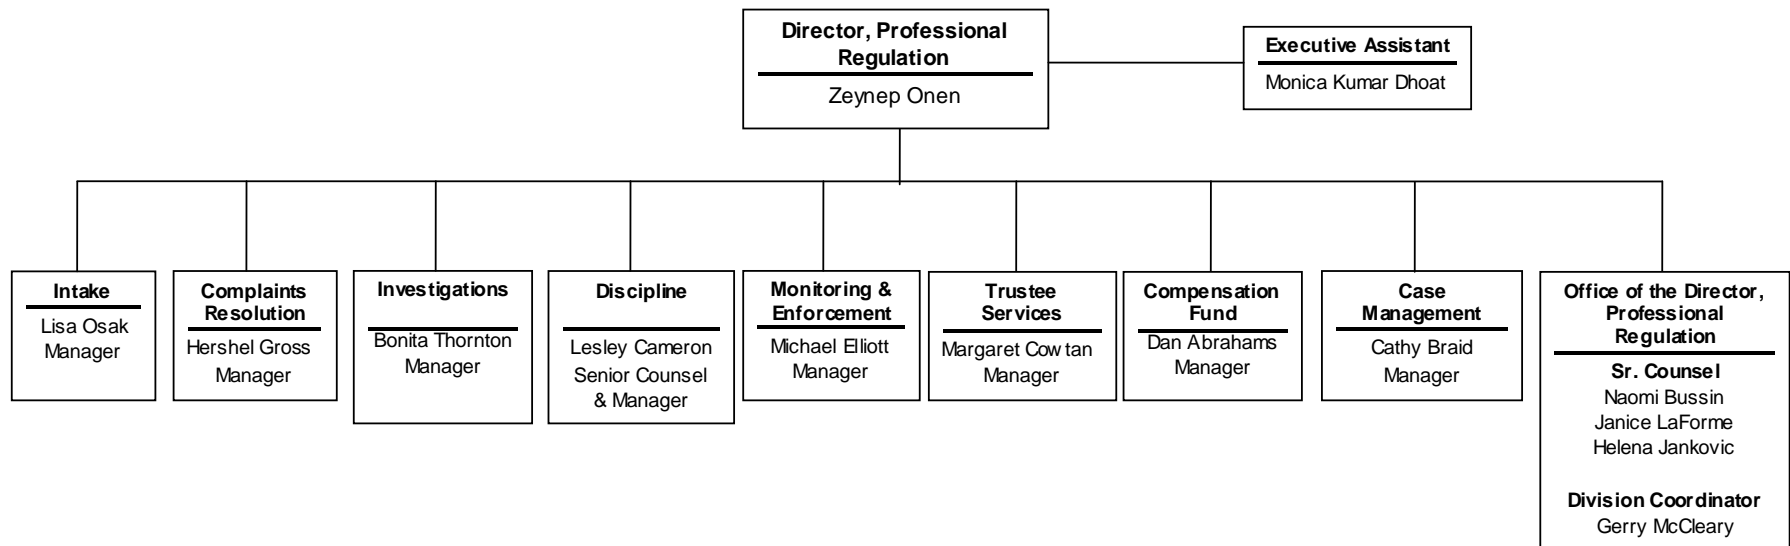 Director, Professional
Regulation
Zeynep Onen
Executive Assistant
Monica Kumar Dhoat
Intake
Lisa Osak
Manager
Complaints
Resolution
Hershel Gross
Manager
Investigations
Bonita Thornton
Manager
Discipline
Lesley Cameron
Senior Counsel
& Manager
Monitoring &
Enforcement
Michael Elliott
Manager
Trustee
Services
Margaret Cowtan
Manager
Compensation
Fund
Dan Abrahams
Manager
Case
Management
Cathy Braid
Manager
Office of the Director,
Professional
Regulation
Sr. Counsel
Naomi Bussin
Janice LaForme
Helena Jankovic
Division Coordinator
Gerry McCleary